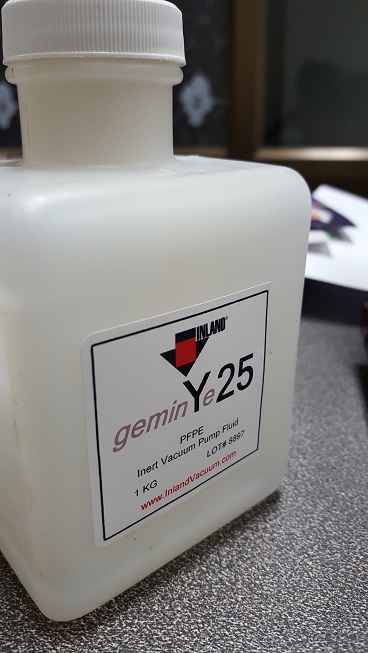 INLAND®
geminYe25
PFPE
Inert Vacuum Pump Fluid
1 KG LOT# 8897
www.InlandVacuum.com